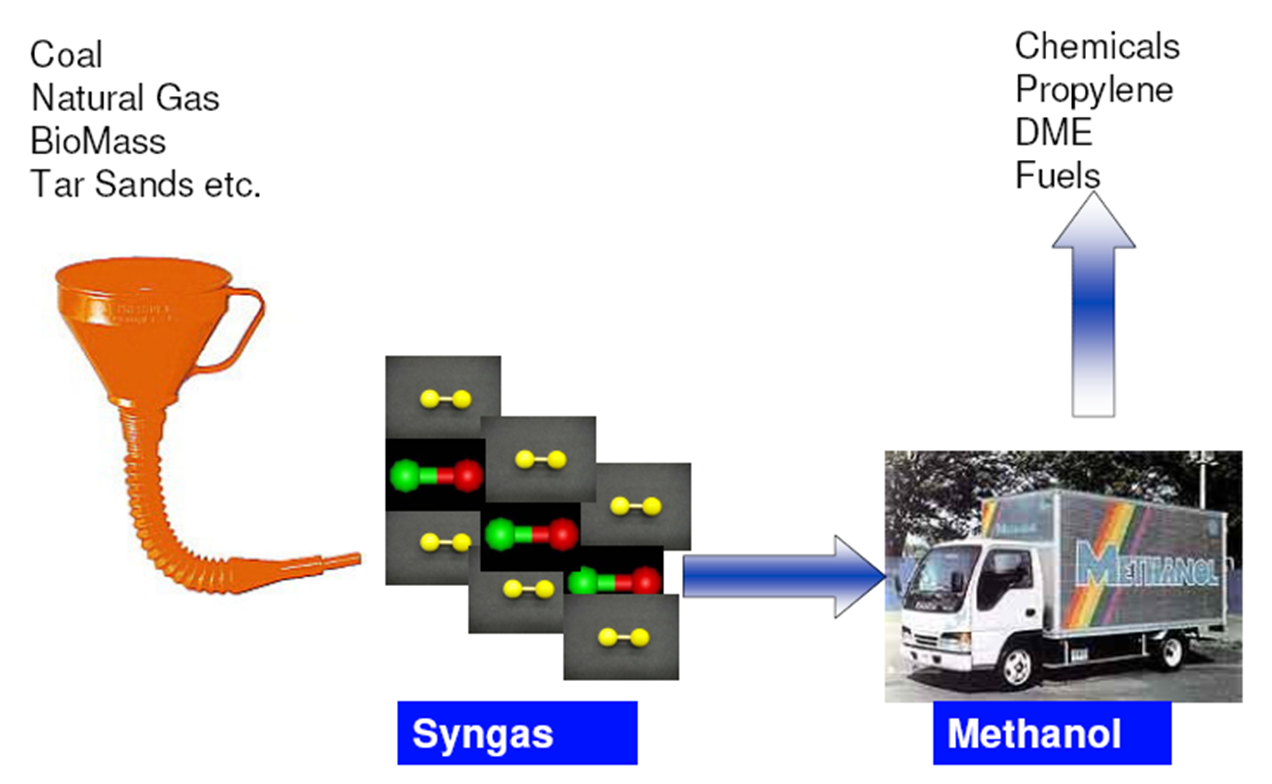 Coal
Natural Gas
BioMass
Tar Sands etc.
Chemicals
Propylene
DME
Fuels
METHANOL
Syngas
Methanol